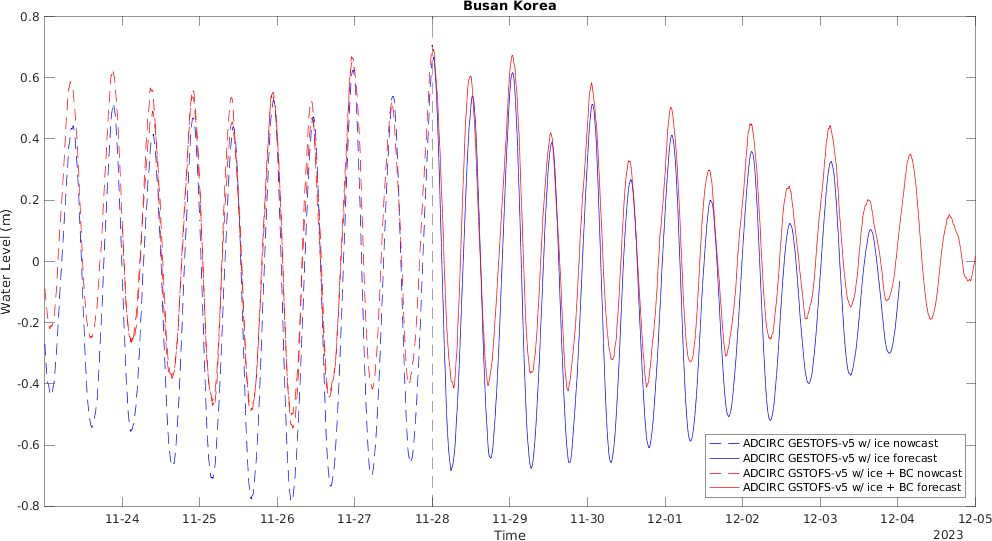 Busan Korea
0.8
0.6
0.4
0.2
0
-0.2
-0.4
-0.6
-0.8
Water Level (m)
ADCIRC GESTOFS-v5 w/ ice nowcast
ADCIRC GESTOFS-v5 w/ ice forecast
ADCIRC GSTOFS-v5 w/ ice + BC nowcast
ADCIRC GSTOFS-v5 w/ ice + BC forecast
11-24 11-25 11-26 11-27 11-28 11-29 11-30 12-01 12-02 12-03 12-04 12-05
Time
2023